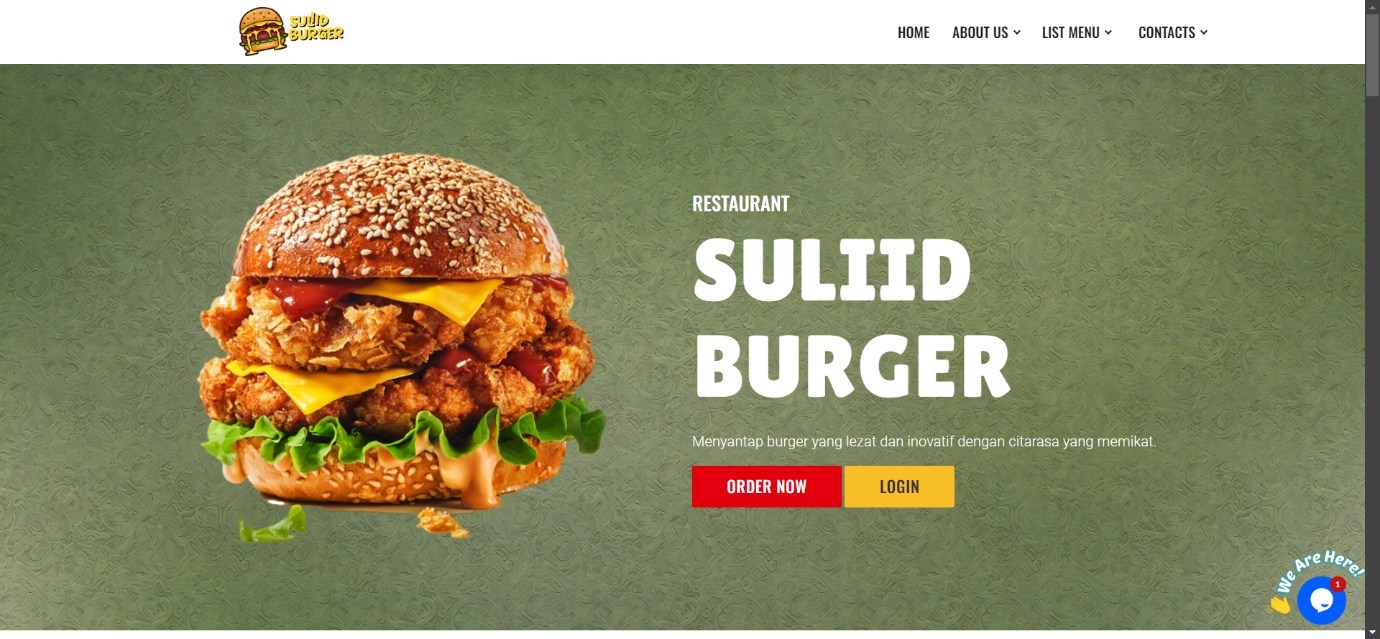 SULIID
BURGER
HOME ABOUT US LIST MENU CONTACTS
RESTAURANT
SULIID
BURGER
Menyantap burger yang lezat dan inovatif dengan citarasa yang memikat.
ORDER NOW LOGIN
We Are Here!
1